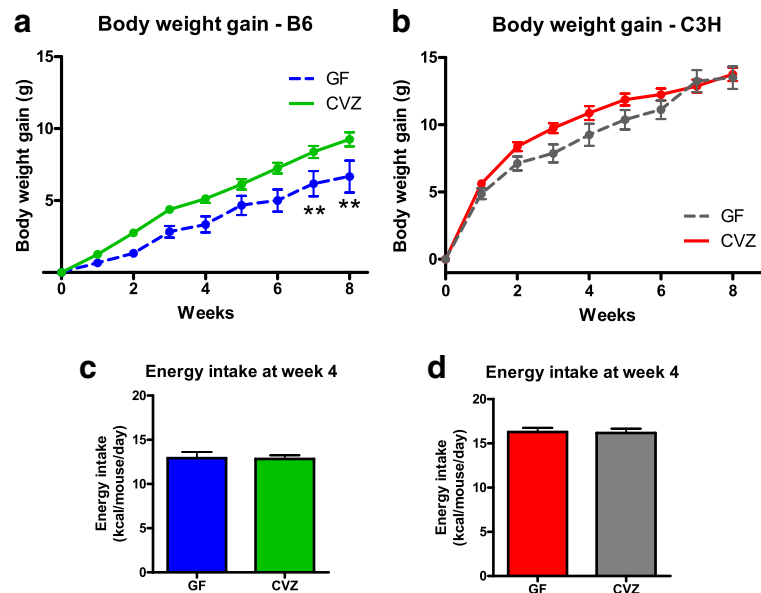 a
Body weight gain - B6
Body weight gain (g)
15
10
5
0
2
4
6
8
Weeks
GF
CVZ
**
**
b
Body weight gain - C3H
Body weight gain (g)
15
10
5
0
0
2
4
6
8
Weeks
GF
CVZ
c
Energy intake at week 4
Energy intake
(kcal/mouse/day)
20
15
10
5
0
GF
CVZ
d
Energy intake at week 4
Energy intake
(kcal/mouse/day)
20
15
10
5
0
GF
CVZ